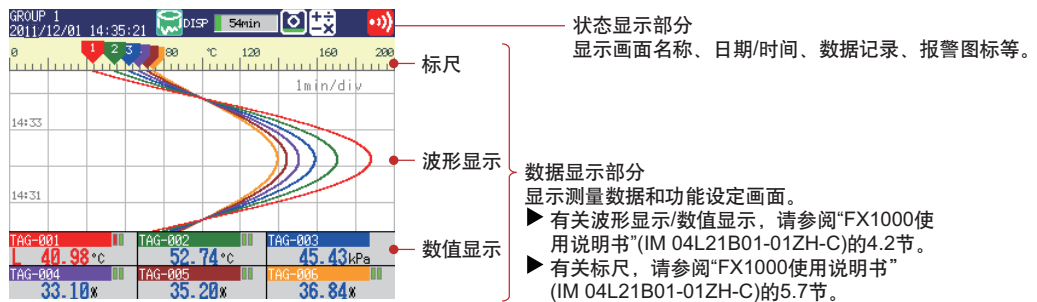 GROUP 1
2011/12/01 14:35:21
DISP
54min
0 80 ℃ 120 160 200
1 2 3
1min/div
14:33
14:31
TAG-001
L 40.98℃
TAG-002
52.74℃
TAG-003
45.43kPa
TAG-004
33.10%
TAG-005
35.20%
TAG-006
36.84%
状态显示部分
显示画面名称、日期/时间、数据记录、报警图标等。
标尺
波形显示
数值显示
数据显示部分
显示测量数据和功能设定画面。
▶ 有关波形显示/数值显示，请参阅“FX1000使
用说明书”(IM 04L21B01-01ZH-C)的4.2节。
▶ 有关标尺，请参阅“FX1000使用说明书”
(IM 04L21B01-01ZH-C)的5.7节。